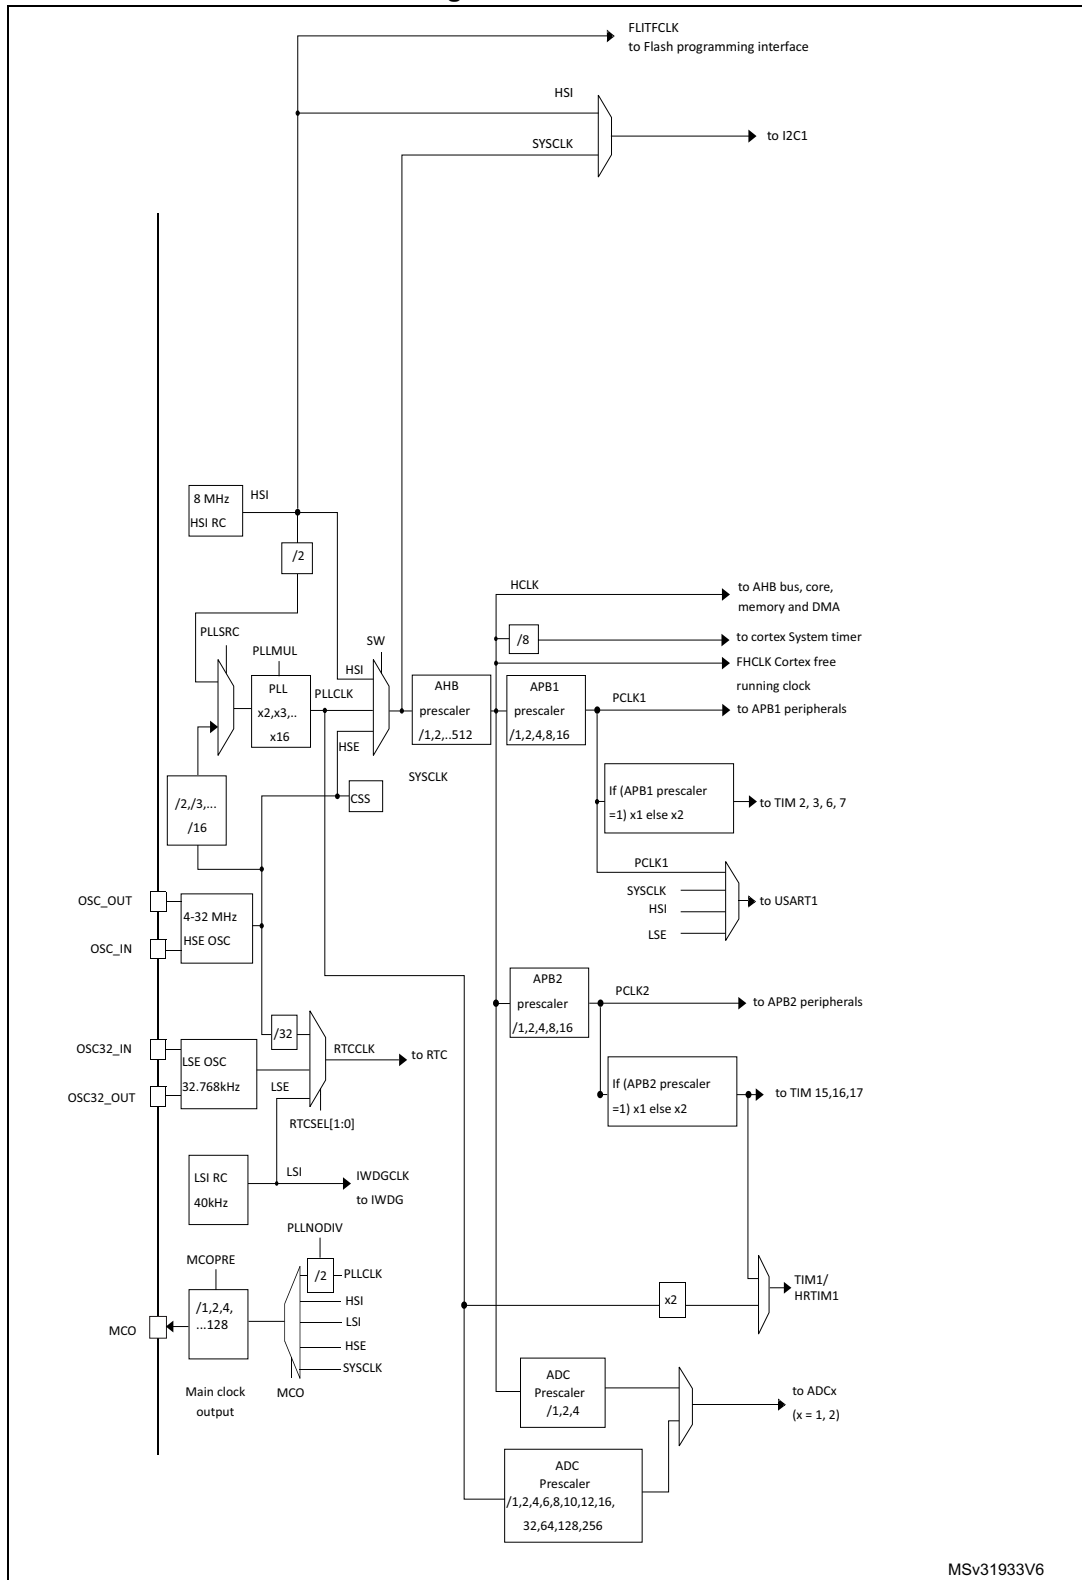 FLITFCLK
to Flash programming interface
HSI
to I2C1
SYSCLK
8 MHz
HSI RC
HSI
/2
HCLK
to AHB bus, core,
memory and DMA
/8
to cortex System timer
FHCLK Cortex free
running clock
PLLSRC
PLLMUL
SW
HSI
PLL
x2,x3,..
x16
PLLCLK
HSE
AHB
prescaler
/1,2,..512
APB1
prescaler
/1,2,4,8,16
PCLK1
to APB1 peripherals
SYSCLK
CSS
/2,/3,...
/16
If (APB1 prescaler
=1) x1 else x2
to TIM 2, 3, 6, 7
PCLK1
SYSCLK
HSI
LSE
to USART1
OSC_OUT
OSC_IN
4-32 MHz
HSE OSC
APB2
prescaler
/1,2,4,8,16
PCLK2
to APB2 peripherals
/32
OSC32_IN
OSC32_OUT
LSE OSC
32.768kHz
LSE
RTCCLK
to RTC
RTCSEL[1:0]
If (APB2 prescaler
=1) x1 else x2
to TIM 15,16,17
LSI RC
40kHz
LSI
IWDGCLK
to IWDG
PLLNODIV
MCOPRE
/2
PLLCLK
HSI
LSI
HSE
SYSCLK
/1,2,4,
...128
MCO
MCO
Main clock
output
x2
TIM1/
HRTIM1
ADC
Prescaler
/1,2,4
to ADCx
(x = 1, 2)
ADC
Prescaler
/1,2,4,6,8,10,12,16,
32,64,128,256
MSv31933V6